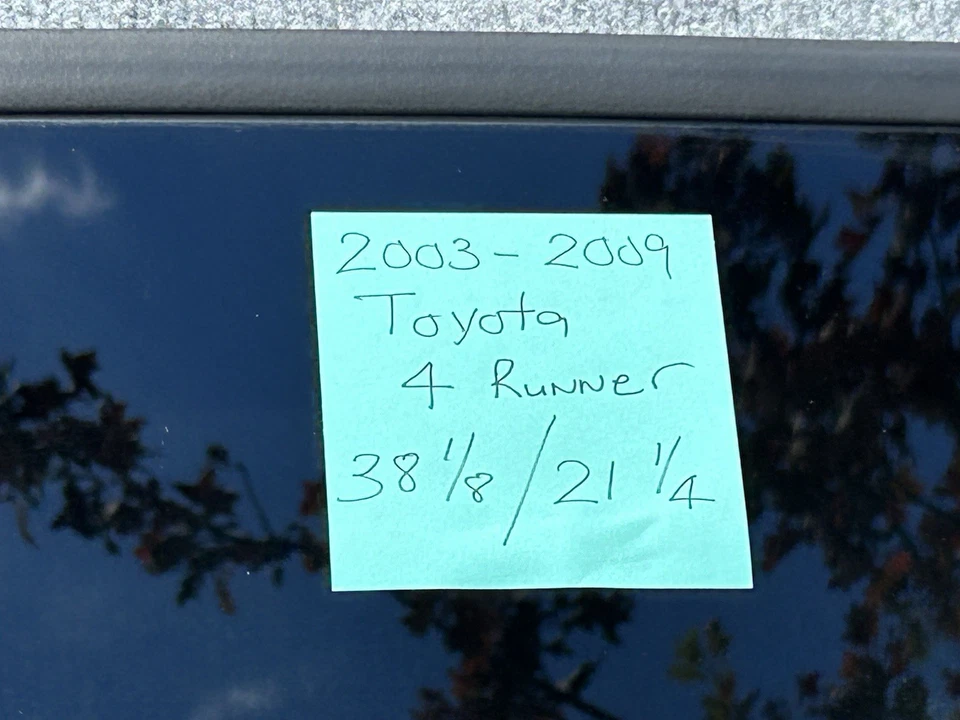 2003 - 2009
Toyota
4 Runner
38 1/8 / 21 1/4